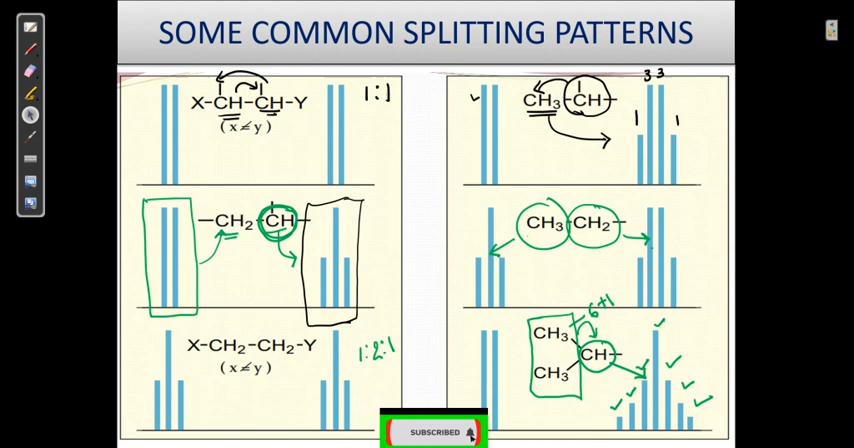 SOME COMMON SPLITTING PATTERNS
X-CH-CH-Y
(x≠y)
1:1
-CH₂-CH-
X-CH₂-CH₂-Y
(x≠y)
1:2:1
CH₃-CH-
1 3 3 1
CH₃-CH₂-
6+1
CH₃
CH-
CH₃
SUBSCRIBED